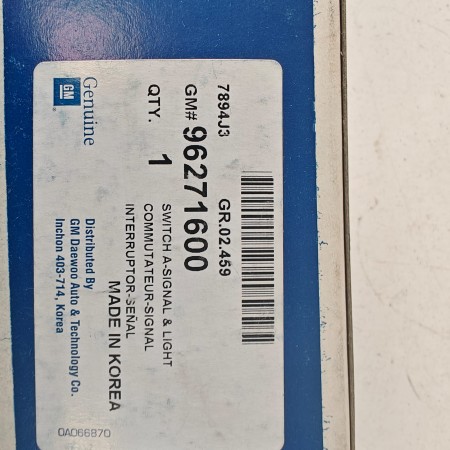 7894J3 GR.02.459
GM# 96271600
QTY. 1
SWITCH A-SIGNAL & LIGHT
COMMUTATEUR-SIGNAL
INTERRUPTOR-SEÑAL
MADE IN KOREA
GM
Genuine
Distributed By
GM Daewoo Auto & Technology Co.
Inchon 403-714, Korea
0AD66870